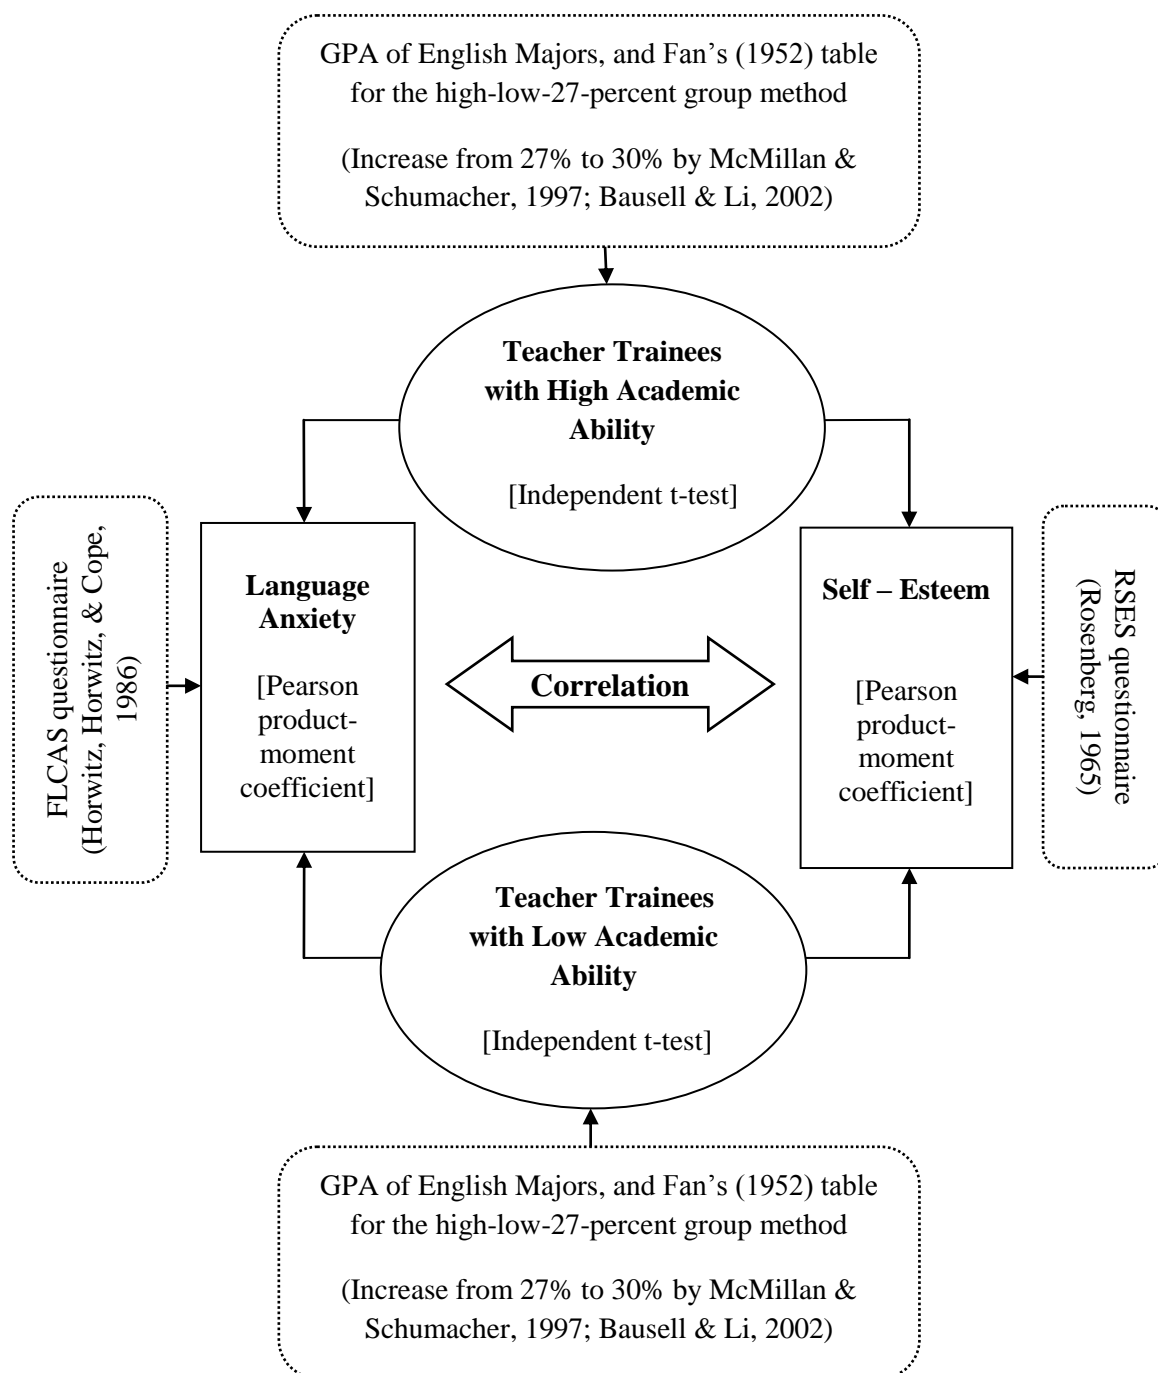 GPA of English Majors, and Fan’s (1952) table
for the high-low-27-percent group method
(Increase from 27% to 30% by McMillan &
Schumacher, 1997; Bausell & Li, 2002)
Teacher Trainees
with High Academic
Ability
[Independent t-test]
FLCAS questionnaire
(Horwitz, Horwitz, & Cope,
1986)
Language
Anxiety
[Pearson
product-
moment
coefficient]
Correlation
Self – Esteem
[Pearson
product-
moment
coefficient]
RSES questionnaire
(Rosenberg, 1965)
Teacher Trainees
with Low Academic
Ability
[Independent t-test]
GPA of English Majors, and Fan’s (1952) table
for the high-low-27-percent group method
(Increase from 27% to 30% by McMillan &
Schumacher, 1997; Bausell & Li, 2002)